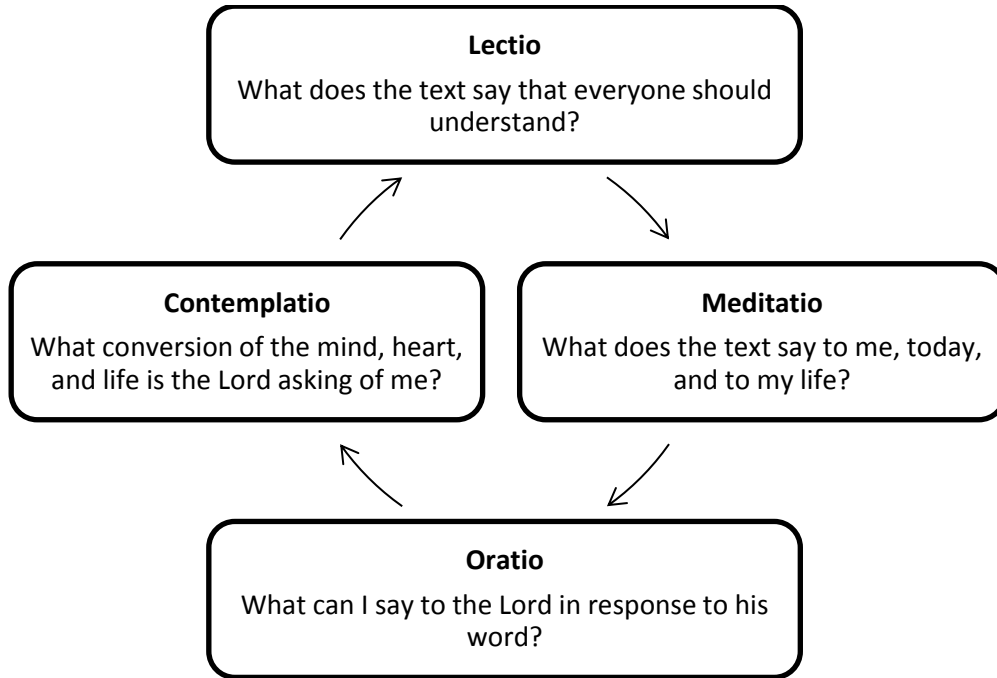 Lectio
What does the text say that everyone should
understand?
Contemplatio
What conversion of the mind, heart,
and life is the Lord asking of me?
Meditatio
What does the text say to me, today,
and to my life?
Oratio
What can I say to the Lord in response to his
word?